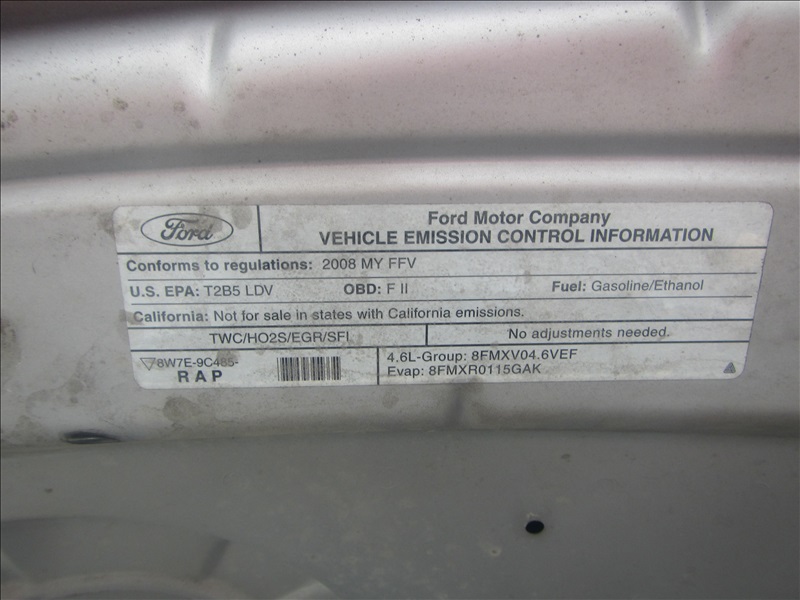 Ford
Ford Motor Company
VEHICLE EMISSION CONTROL INFORMATION
Conforms to regulations: 2008 MY FFV
U.S. EPA: T2B5 LDV OBD: F II Fuel: Gasoline/Ethanol
California: Not for sale in states with California emissions.
TWC/HO2S/EGR/SFI No adjustments needed.
8W7E-9C485-
RAP
4.6L-Group: 8FMXV04.6VEF
Evap: 8FMXR0115GAK